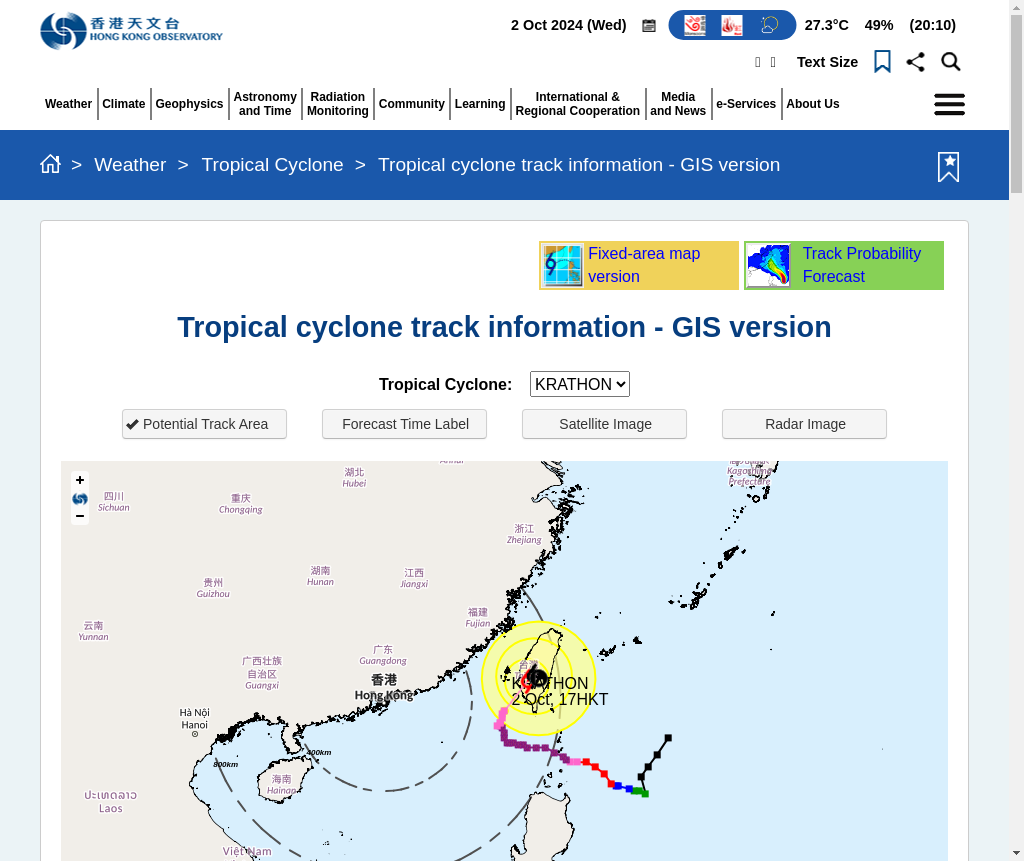 香港天文台
HONG KONG OBSERVATORY
2 Oct 2024 (Wed)
27.3°C 49% (20:10)
Text Size
Weather
Climate
Geophysics
Astronomy
and Time
Radiation
Monitoring
Community
Learning
International &
Regional Cooperation
Media
and News
e-Services
About Us
> Weather > Tropical Cyclone > Tropical cyclone track information - GIS version
Fixed-area map
version
Track Probability
Forecast
Tropical cyclone track information - GIS version
Tropical Cyclone: KRATHON
Potential Track Area
Forecast Time Label
Satellite Image
Radar Image
+
−
Kagoshima
Prefecture
湖北
Hubei
四川
Sichuan
重庆
Chongqing
浙江
Zhejiang
湖南
Hunan
江西
Jiangxi
贵州
Guizhou
福建
Fujian
云南
Yunnan
广东
Guangdong
广西壮族
自治区
Guangxi
香港
Hong Kong
KRATHON
2 Oct, 17HKT
Hà Nội
Hanoi
400km
800km
海南
Hainan
ປະເທດລາວ
Laos
Việt Nam